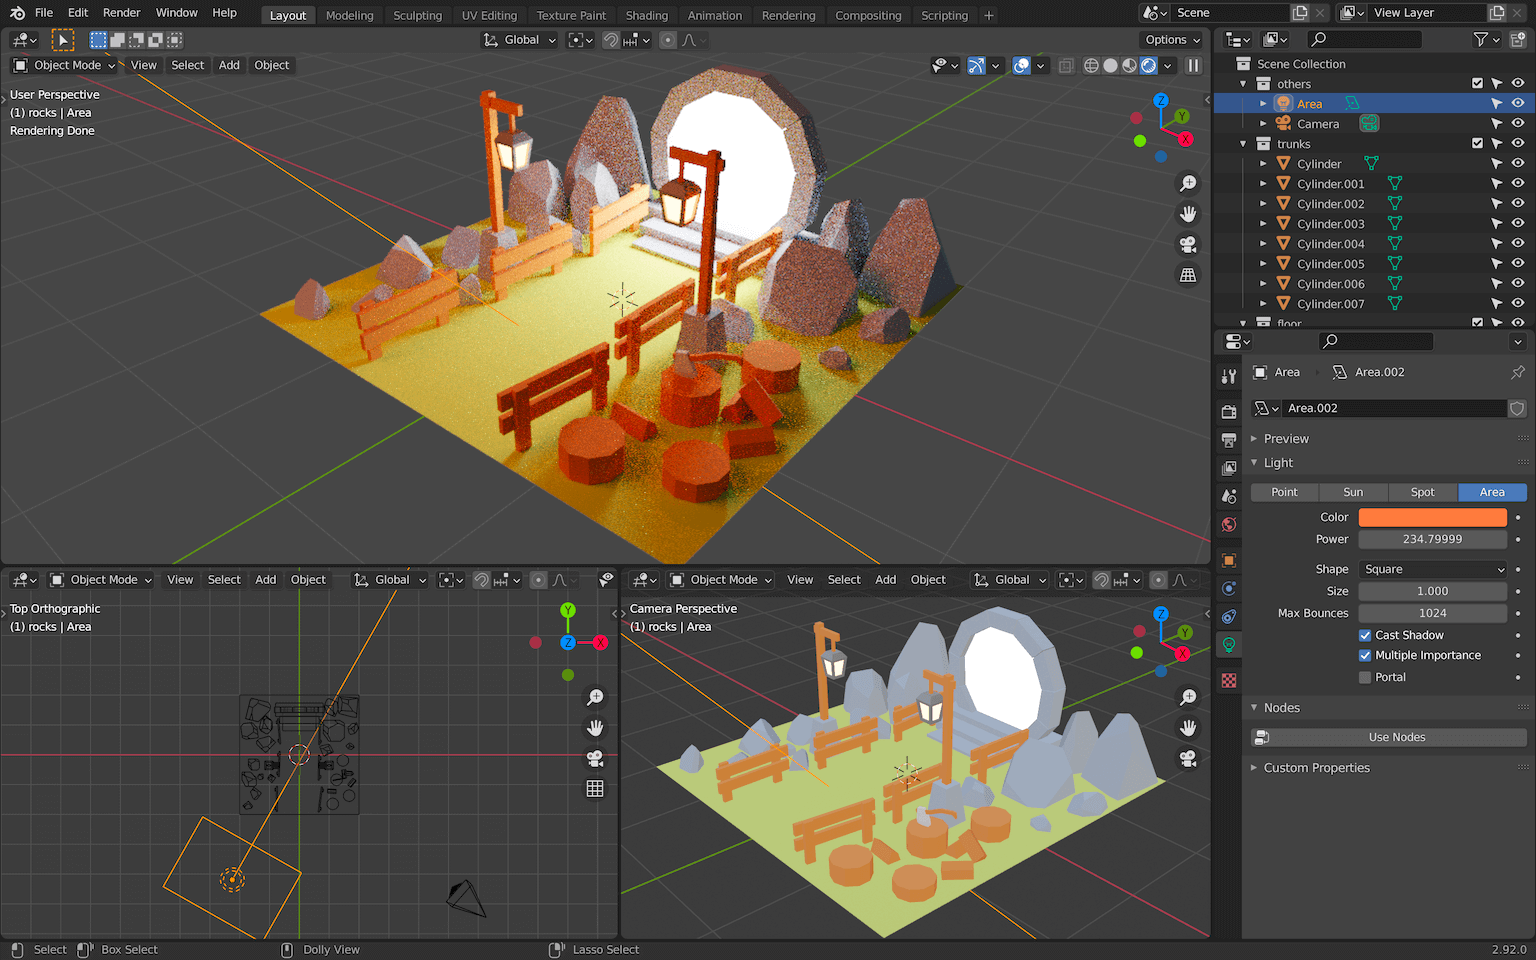 File Edit Render Window Help
Layout Modeling Sculpting UV Editing Texture Paint Shading Animation Rendering Compositing Scripting +
Scene
View Layer
Global
Options
Object Mode View Select Add Object
User Perspective
(1) rocks | Area
Rendering Done
Z
Y
X
Scene Collection
others
Area
Camera
trunks
Cylinder
Cylinder.001
Cylinder.002
Cylinder.003
Cylinder.004
Cylinder.005
Cylinder.006
Cylinder.007
floor
Area Area.002
Area.002
Preview
Light
Point Sun Spot Area
Color
Power 234.79999
Shape Square
Size 1.000
Max Bounces 1024
Cast Shadow
Multiple Importance
Portal
Nodes
Use Nodes
Custom Properties
Object Mode View Select Add Object Global
Top Orthographic
(1) rocks | Area
Y
Z
X
Object Mode View Select Add Object Global
Camera Perspective
(1) rocks | Area
Z
Y
X
Select Box Select Dolly View Lasso Select 2.92.0